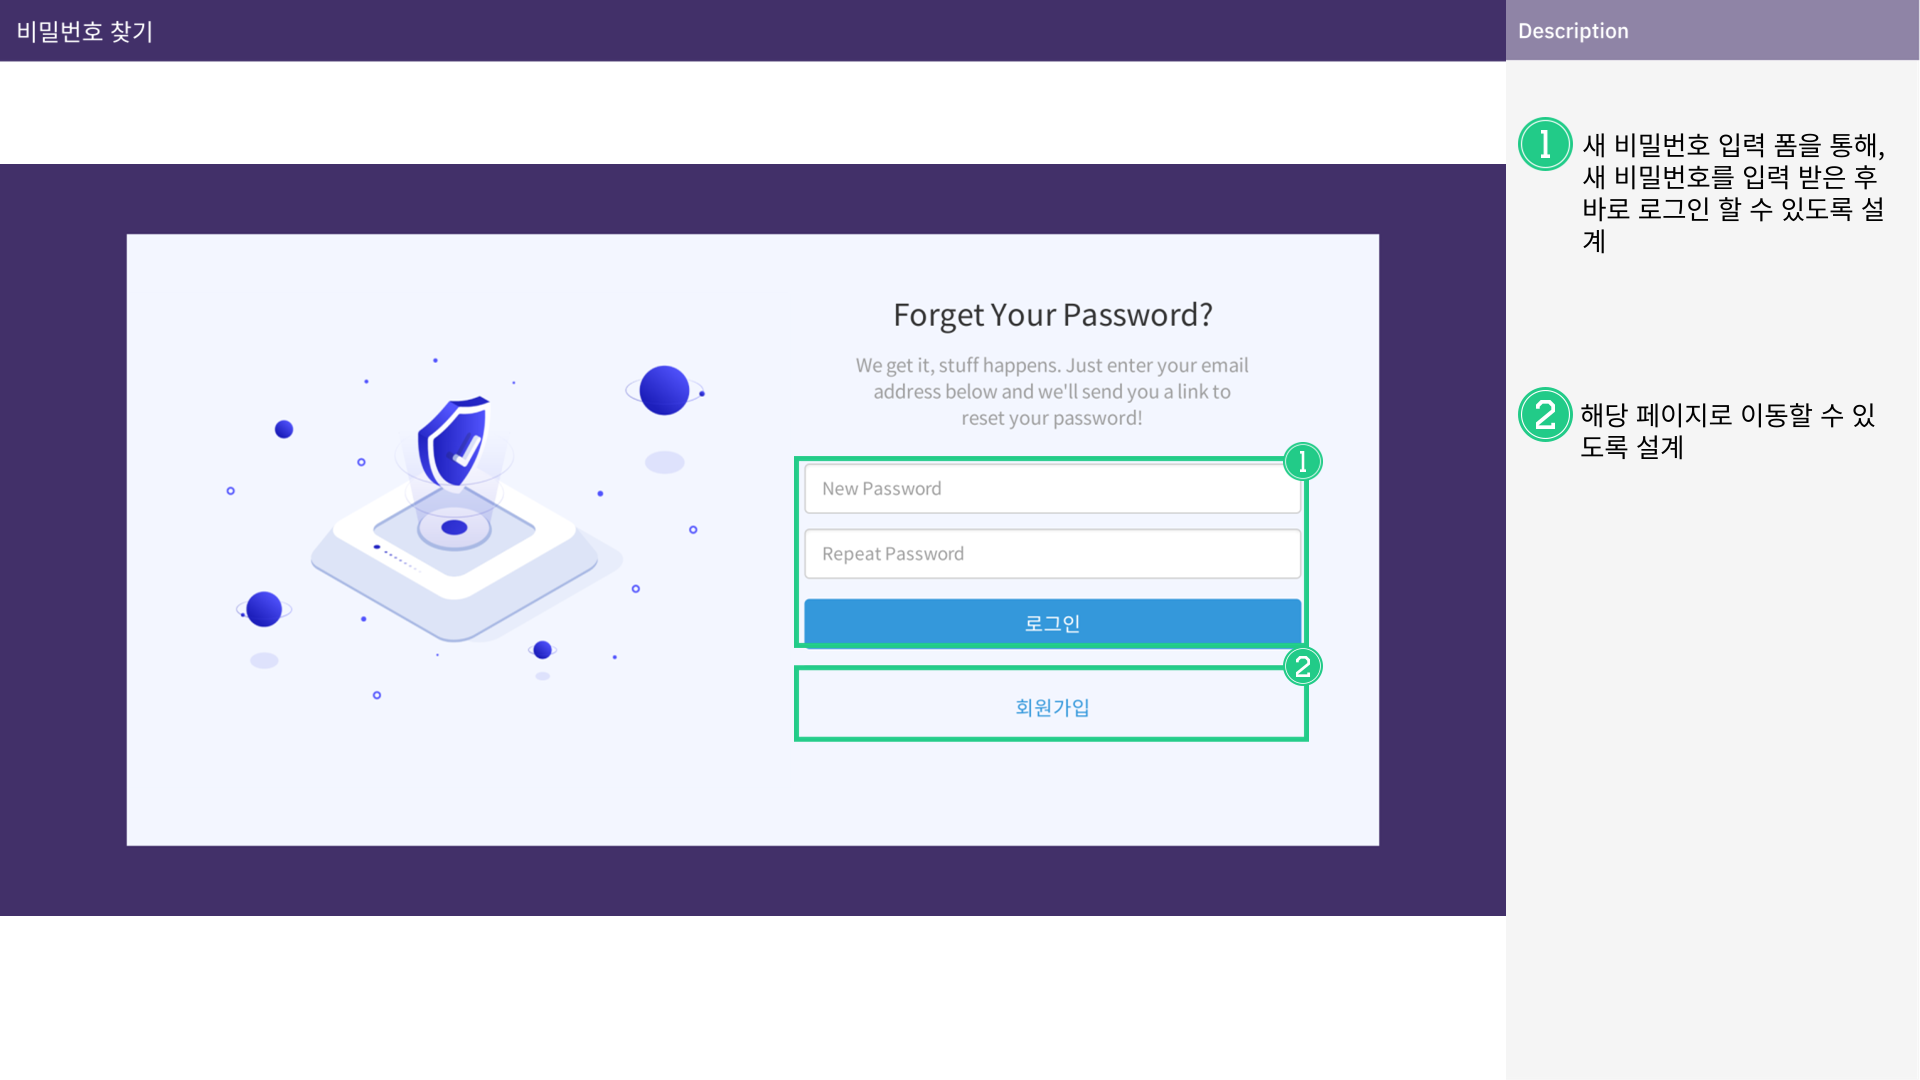 비밀번호 찾기
Description
Forget Your Password?
We get it, stuff happens. Just enter your email
address below and we'll send you a link to
reset your password!
1
New Password
Repeat Password
로그인
2
회원가입
1
새 비밀번호 입력 폼을 통해,
새 비밀번호를 입력 받은 후
바로 로그인 할 수 있도록 설
계
2
해당 페이지로 이동할 수 있
도록 설계